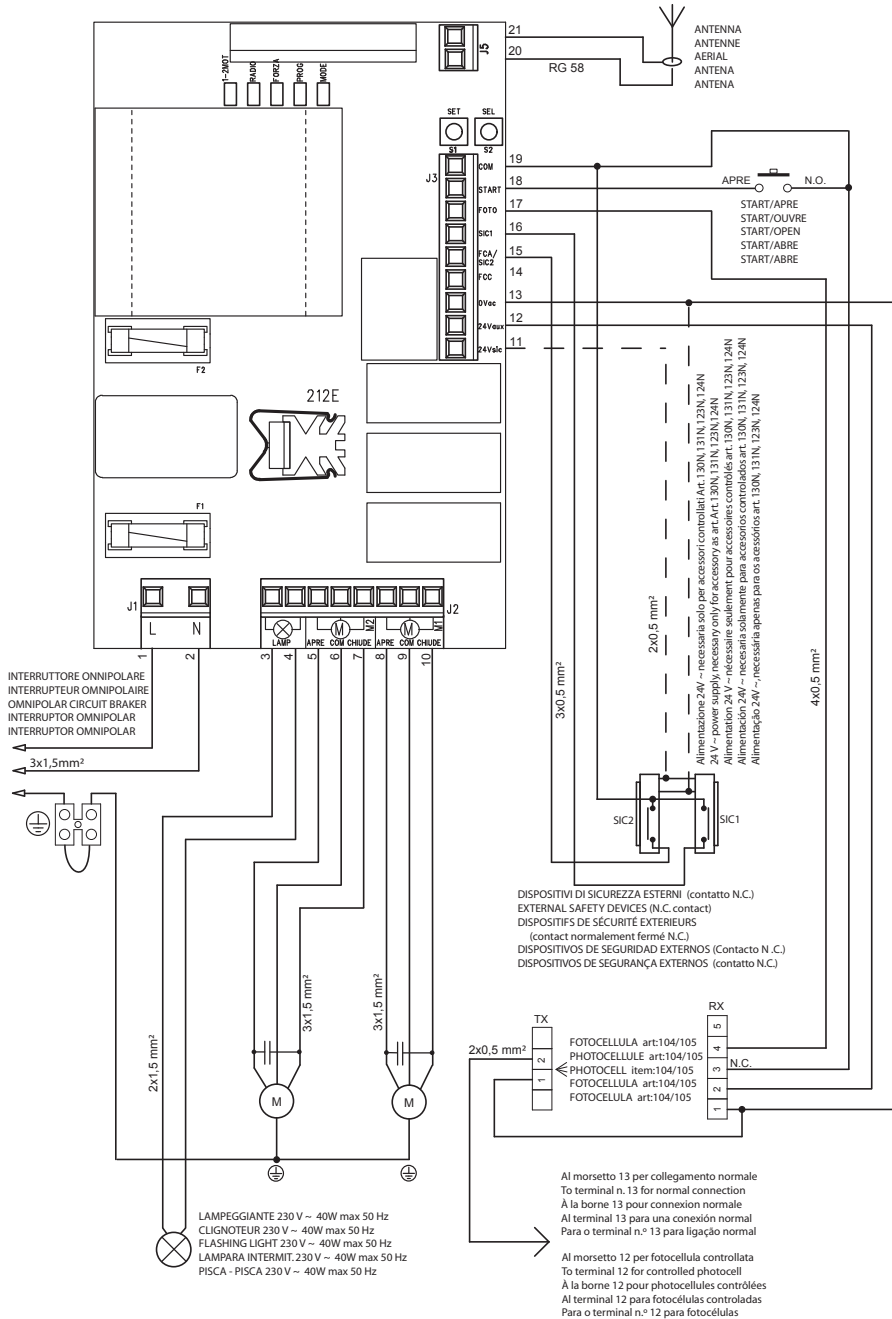 21
20
RG 58
ANTENNA
ANTENNE
AERIAL
ANTENA
ANTENA
J5
1-2MOT
RADIO
FORZA
PROG
MODE
SET
SEL
S1
S2
J3
COM
START
FOTO
SIC1
FCA/
SIC2
FCC
0Vac
24Vaux
24Vsic
19
18
17
16
15
14
13
12
11
APRE
N.O.
START/APRE
START/OUVRE
START/OPEN
START/ABRE
START/ABRE
F2
212E
F1
J1
L
N
J2
LAMP
M
M2
M
M1
APRE
COM
CHIUDE
APRE
COM
CHIUDE
1
2
3
4
5
6
7
8
9
10
INTERRUTTORE ONNIPOLARE
INTERRUPTEUR OMNIPOLAIRE
OMNIPOLAR CIRCUIT BRAKER
INTERRUPTOR OMNIPOLAR
INTERRUPTOR OMNIPOLAR
3x1,5mm²
2x0,5 mm²
Alimentazione 24V ~ necessaria solo per accessori controllati Art. 130N, 131N, 123N, 124N
24 V ~ power supply, necessary only for accessory as art. Art. 130N, 131N, 123N, 124N
Alimentation 24 V ~ nécessaire seulement pour accessoires contrôlés art. 130N, 131N, 123N, 124N
Alimentación 24V ~ necesaria solamente para accesorios controlados art. 130N, 131N, 123N, 124N
Alimentação 24V ~, necessária apenas para os acessórios art. 130N, 131N, 123N, 124N
3x0,5 mm²
4x0,5 mm²
SIC2
SIC1
DISPOSITIVI DI SICUREZZA ESTERNI (contatto N.C.)
EXTERNAL SAFETY DEVICES (N.C. contact)
DISPOSITIFS DE SÉCURITÉ EXTERIEURS
(contact normalement fermé N.C.)
DISPOSITIVOS DE SEGURIDAD EXTERNOS (Contacto N .C.)
DISPOSITIVOS DE SEGURANÇA EXTERNOS (contatto N.C.)
2x1,5 mm²
3x1,5 mm²
3x1,5 mm²
M
M
TX
2
1
2x0,5 mm²
FOTOCELLULA art:104/105
PHOTOCELLULE art:104/105
PHOTOCELL item:104/105
FOTOCELLULA art:104/105
FOTOCELULA art:104/105
RX
5
4
3
2
1
N.C.
LAMPEGGIANTE 230 V ~ 40W max 50 Hz
CLIGNOTEUR 230 V ~ 40W max 50 Hz
FLASHING LIGHT 230 V ~ 40W max 50 Hz
LAMPARA INTERMIT. 230 V ~ 40W max 50 Hz
PISCA - PISCA 230 V ~ 40W max 50 Hz
Al morsetto 13 per collegamento normale
To terminal n. 13 for normal connection
À la borne 13 pour connexion normale
Al terminal 13 para una conexión normal
Para o terminal n.º 13 para ligação normal
Al morsetto 12 per fotocellula controllata
To terminal 12 for controlled photocell
À la borne 12 pour photocellules contrôlées
Al terminal 12 para fotocélulas controladas
Para o terminal n.º 12 para fotocélulas